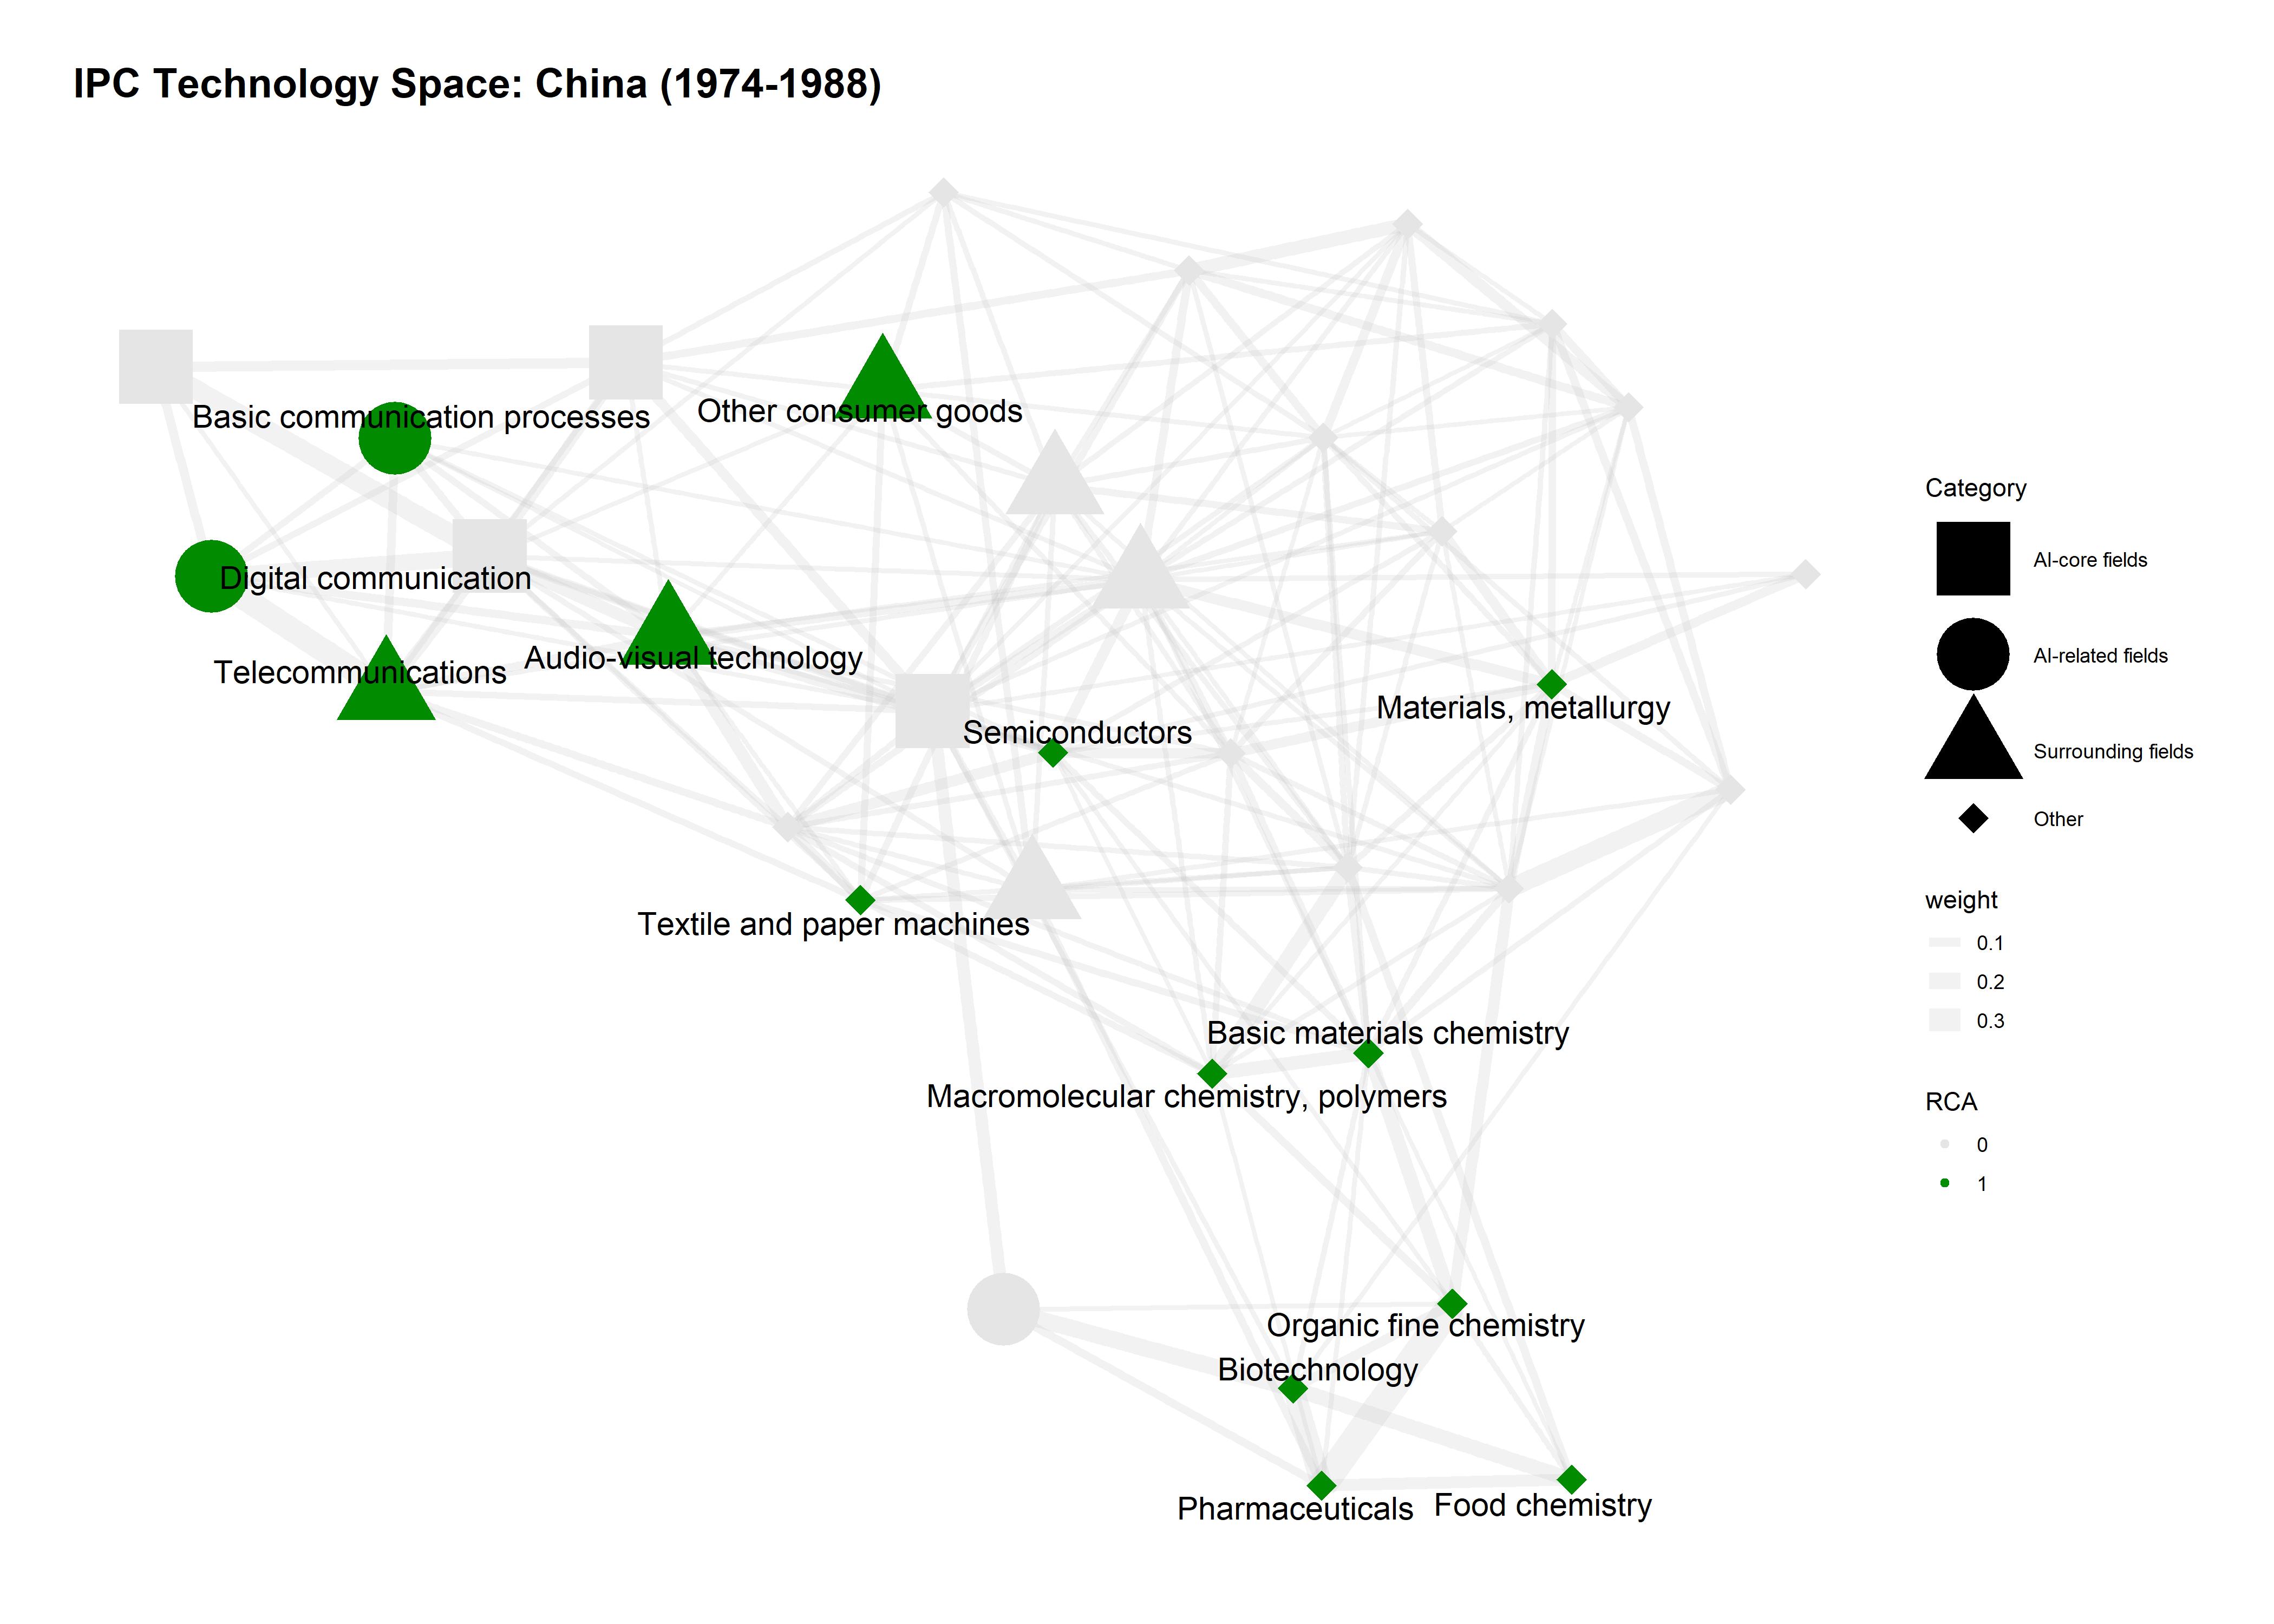 IPC Technology Space: China (1974-1988)
Basic communication processes
Other consumer goods
Digital communication
Telecommunications
Audio-visual technology
Semiconductors
Materials, metallurgy
Textile and paper machines
Basic materials chemistry
Macromolecular chemistry, polymers
Organic fine chemistry
Biotechnology
Pharmaceuticals
Food chemistry
Category
AI-core fields
AI-related fields
Surrounding fields
Other
weight
0.1
0.2
0.3
RCA
0
1